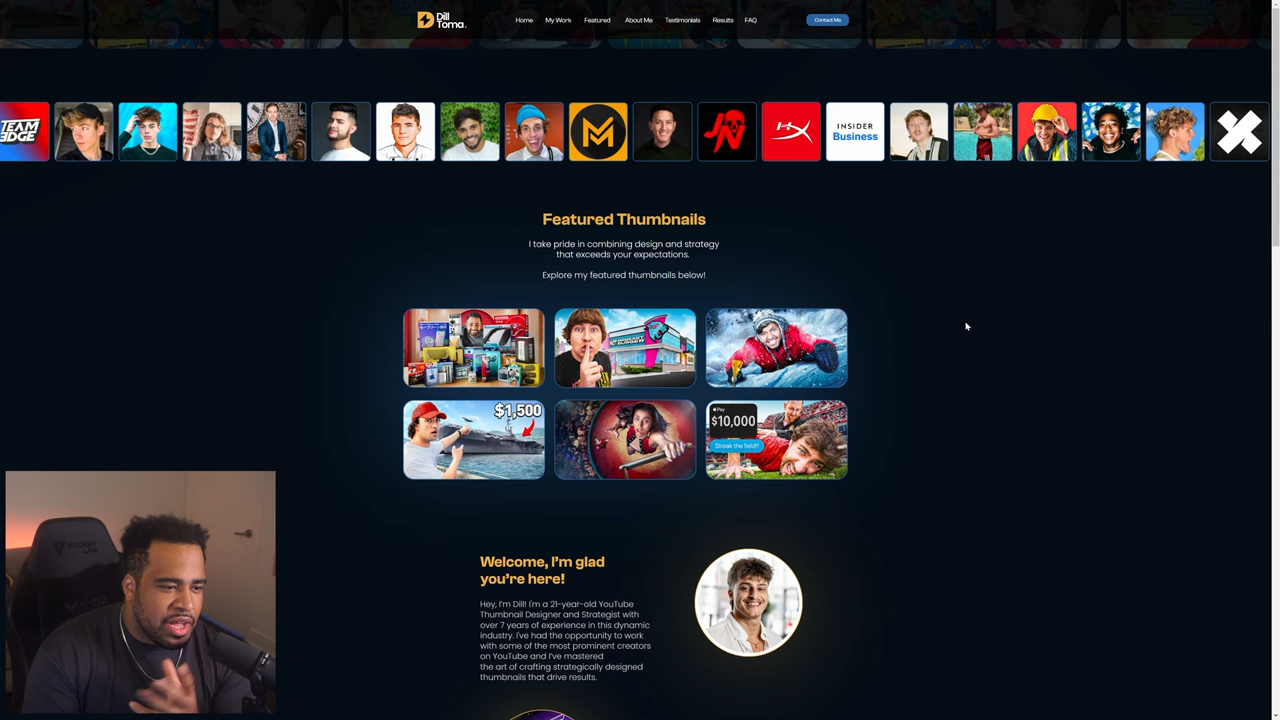 Dill
Toma.
Home
My Work
Featured
About Me
Testimonials
Results
FAQ
Contact Me
TEAM
EDGE
INSIDER
Business
Featured Thumbnails
I take pride in combining design and strategy
that exceeds your expectations.
Explore my featured thumbnails below!
$1,500
Pay
$10,000
Streak the field!!
Welcome, I'm glad
you're here!
Hey, I'm Dill! I'm a 21-year-old YouTube
Thumbnail Designer and Strategist with
over 7 years of experience in this dynamic
industry. I've had the opportunity to work
with some of the most prominent creators
on YouTube and I've mastered
the art of crafting strategically designed
thumbnails that drive results.